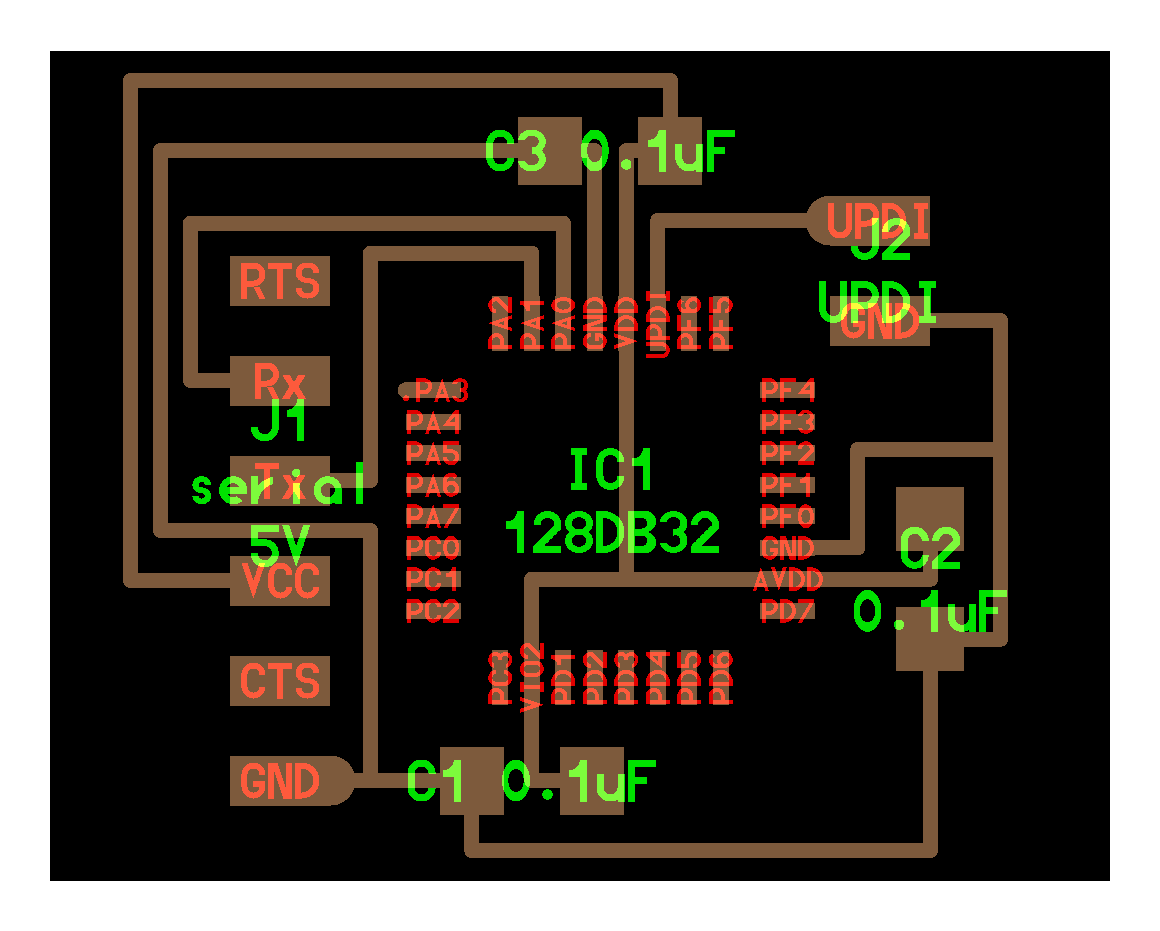 C3 0.1uF
UPDI
J2
UPDI
GND
RTS
Rx
J1
Tx
serial
5V
VCC
CTS
GND
PA2
PA1
PA0
GND
VDD
UPDI
PF6
PF5
.PA3
PA4
PA5
PA6
PA7
PC0
PC1
PC2
IC1
128DB32
PF4
PF3
PF2
PF1
PF0
GND
AVDD
PD7
C2
0.1uF
PC3
VIO2
PD1
PD2
PD3
PD4
PD5
PD6
C1 0.1uF